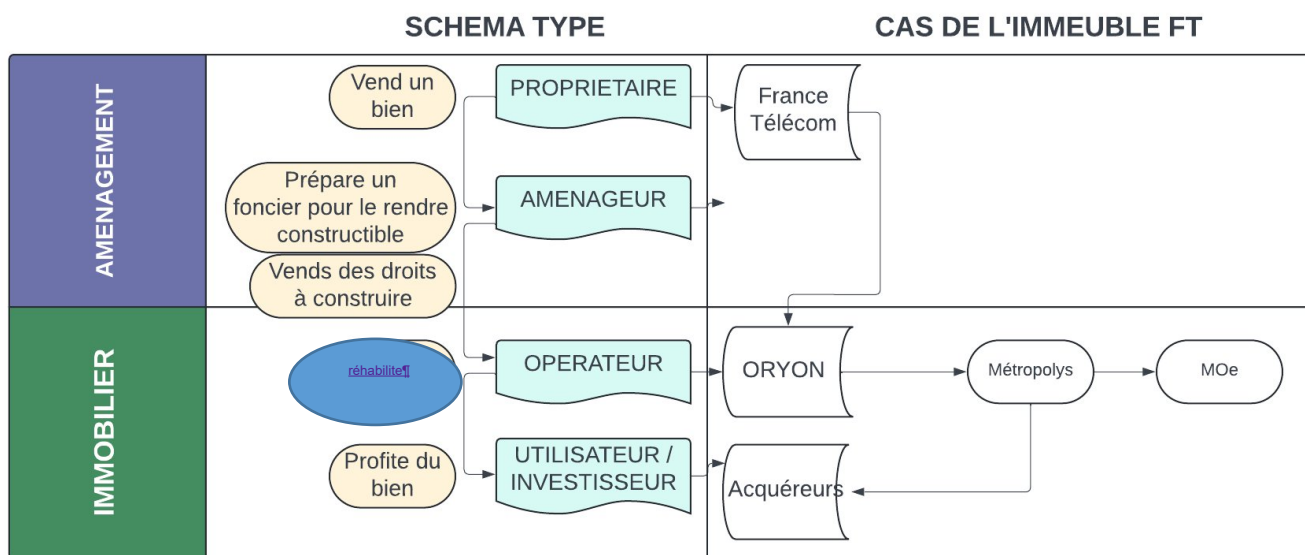 SCHEMA TYPE
CAS DE L'IMMEUBLE FT
AMENAGEMENT
Vend un
bien
PROPRIETAIRE
France
Télécom
Prépare un
foncier pour le rendre
constructible
AMENAGEUR
Vends des droits
à construire
IMMOBILIER
réhabilite¶
OPERATEUR
ORYON
Métropolys
MOe
Profite du
bien
UTILISATEUR /
INVESTISSEUR
Acquéreurs